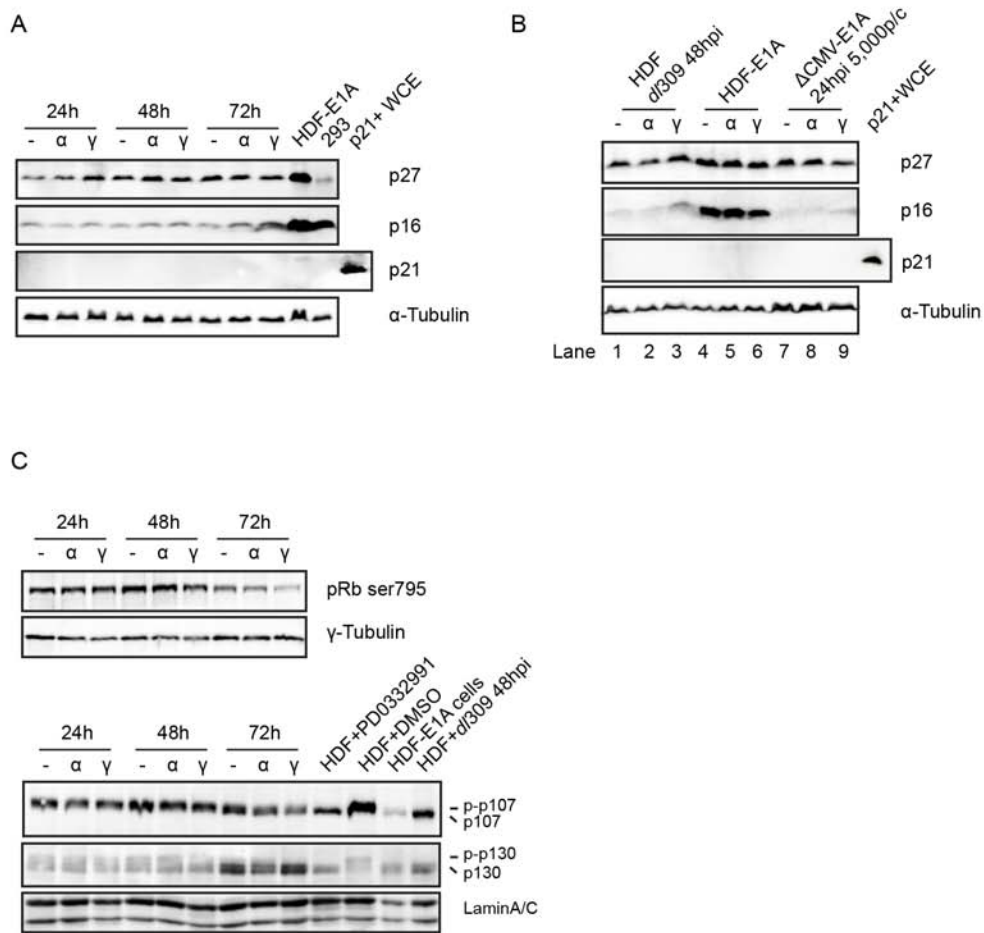 A
24h 48h 72h HDF-E1A 293 p21+ WCE
- α γ - α γ - α γ
p27
p16
p21
α-Tubulin
B
HDF dl309 48hpi HDF-E1A ΔCMV-E1A 24hpi 5,000p/c p21+WCE
- α γ - α γ - α γ
p27
p16
p21
α-Tubulin
Lane 1 2 3 4 5 6 7 8 9
C
24h 48h 72h
- α γ - α γ - α γ
pRb ser795
γ-Tubulin
24h 48h 72h HDF+PD0332991 HDF+DMSO HDF-E1A cells HDF+dl309 48hpi
- α γ - α γ - α γ
p-p107
p107
p-p130
p130
LaminA/C